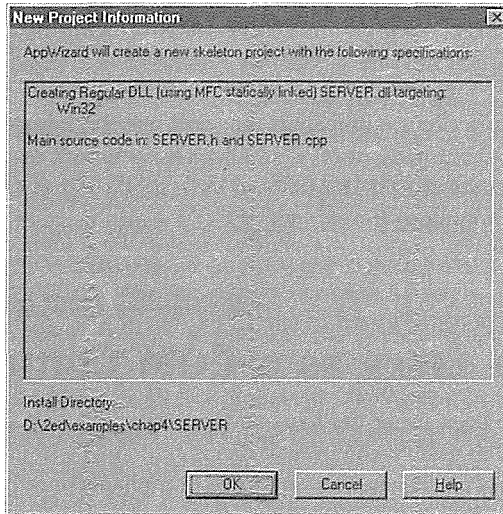 New Project Information
AppWizard will create a new skeleton project with the following specifications:
Creating Regular DLL (using MFC statically linked) SERVER.dll targeting:
Win32
Main source code in: SERVER.h and SERVER.cpp
Install Directory:
D:\2ed\examples\chap4\SERVER
OK
Cancel
Help